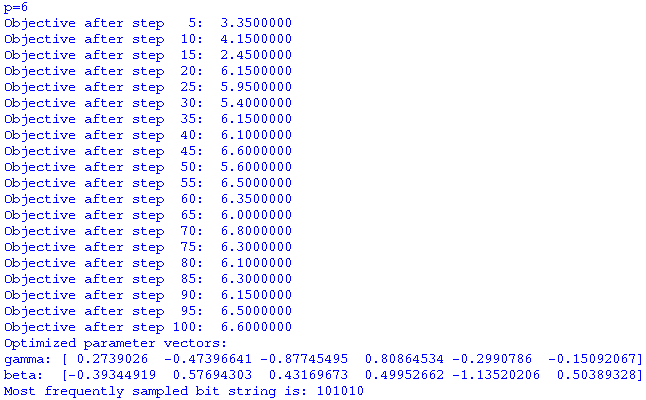 p=6
Objective after step   5:  3.3500000
Objective after step  10:  4.1500000
Objective after step  15:  2.4500000
Objective after step  20:  6.1500000
Objective after step  25:  5.9500000
Objective after step  30:  5.4000000
Objective after step  35:  6.1500000
Objective after step  40:  6.1000000
Objective after step  45:  6.6000000
Objective after step  50:  5.6000000
Objective after step  55:  6.5000000
Objective after step  60:  6.3500000
Objective after step  65:  6.0000000
Objective after step  70:  6.8000000
Objective after step  75:  6.3000000
Objective after step  80:  6.1000000
Objective after step  85:  6.3000000
Objective after step  90:  6.1500000
Objective after step  95:  6.5000000
Objective after step 100:  6.6000000
Optimized parameter vectors:
gamma: [ 0.2739026  -0.47396641 -0.87745495  0.80864534 -0.2990786  -0.15092067]
beta:  [-0.39344919  0.57694303  0.43169673  0.49952662 -1.13520206  0.50389328]
Most frequently sampled bit string is: 101010